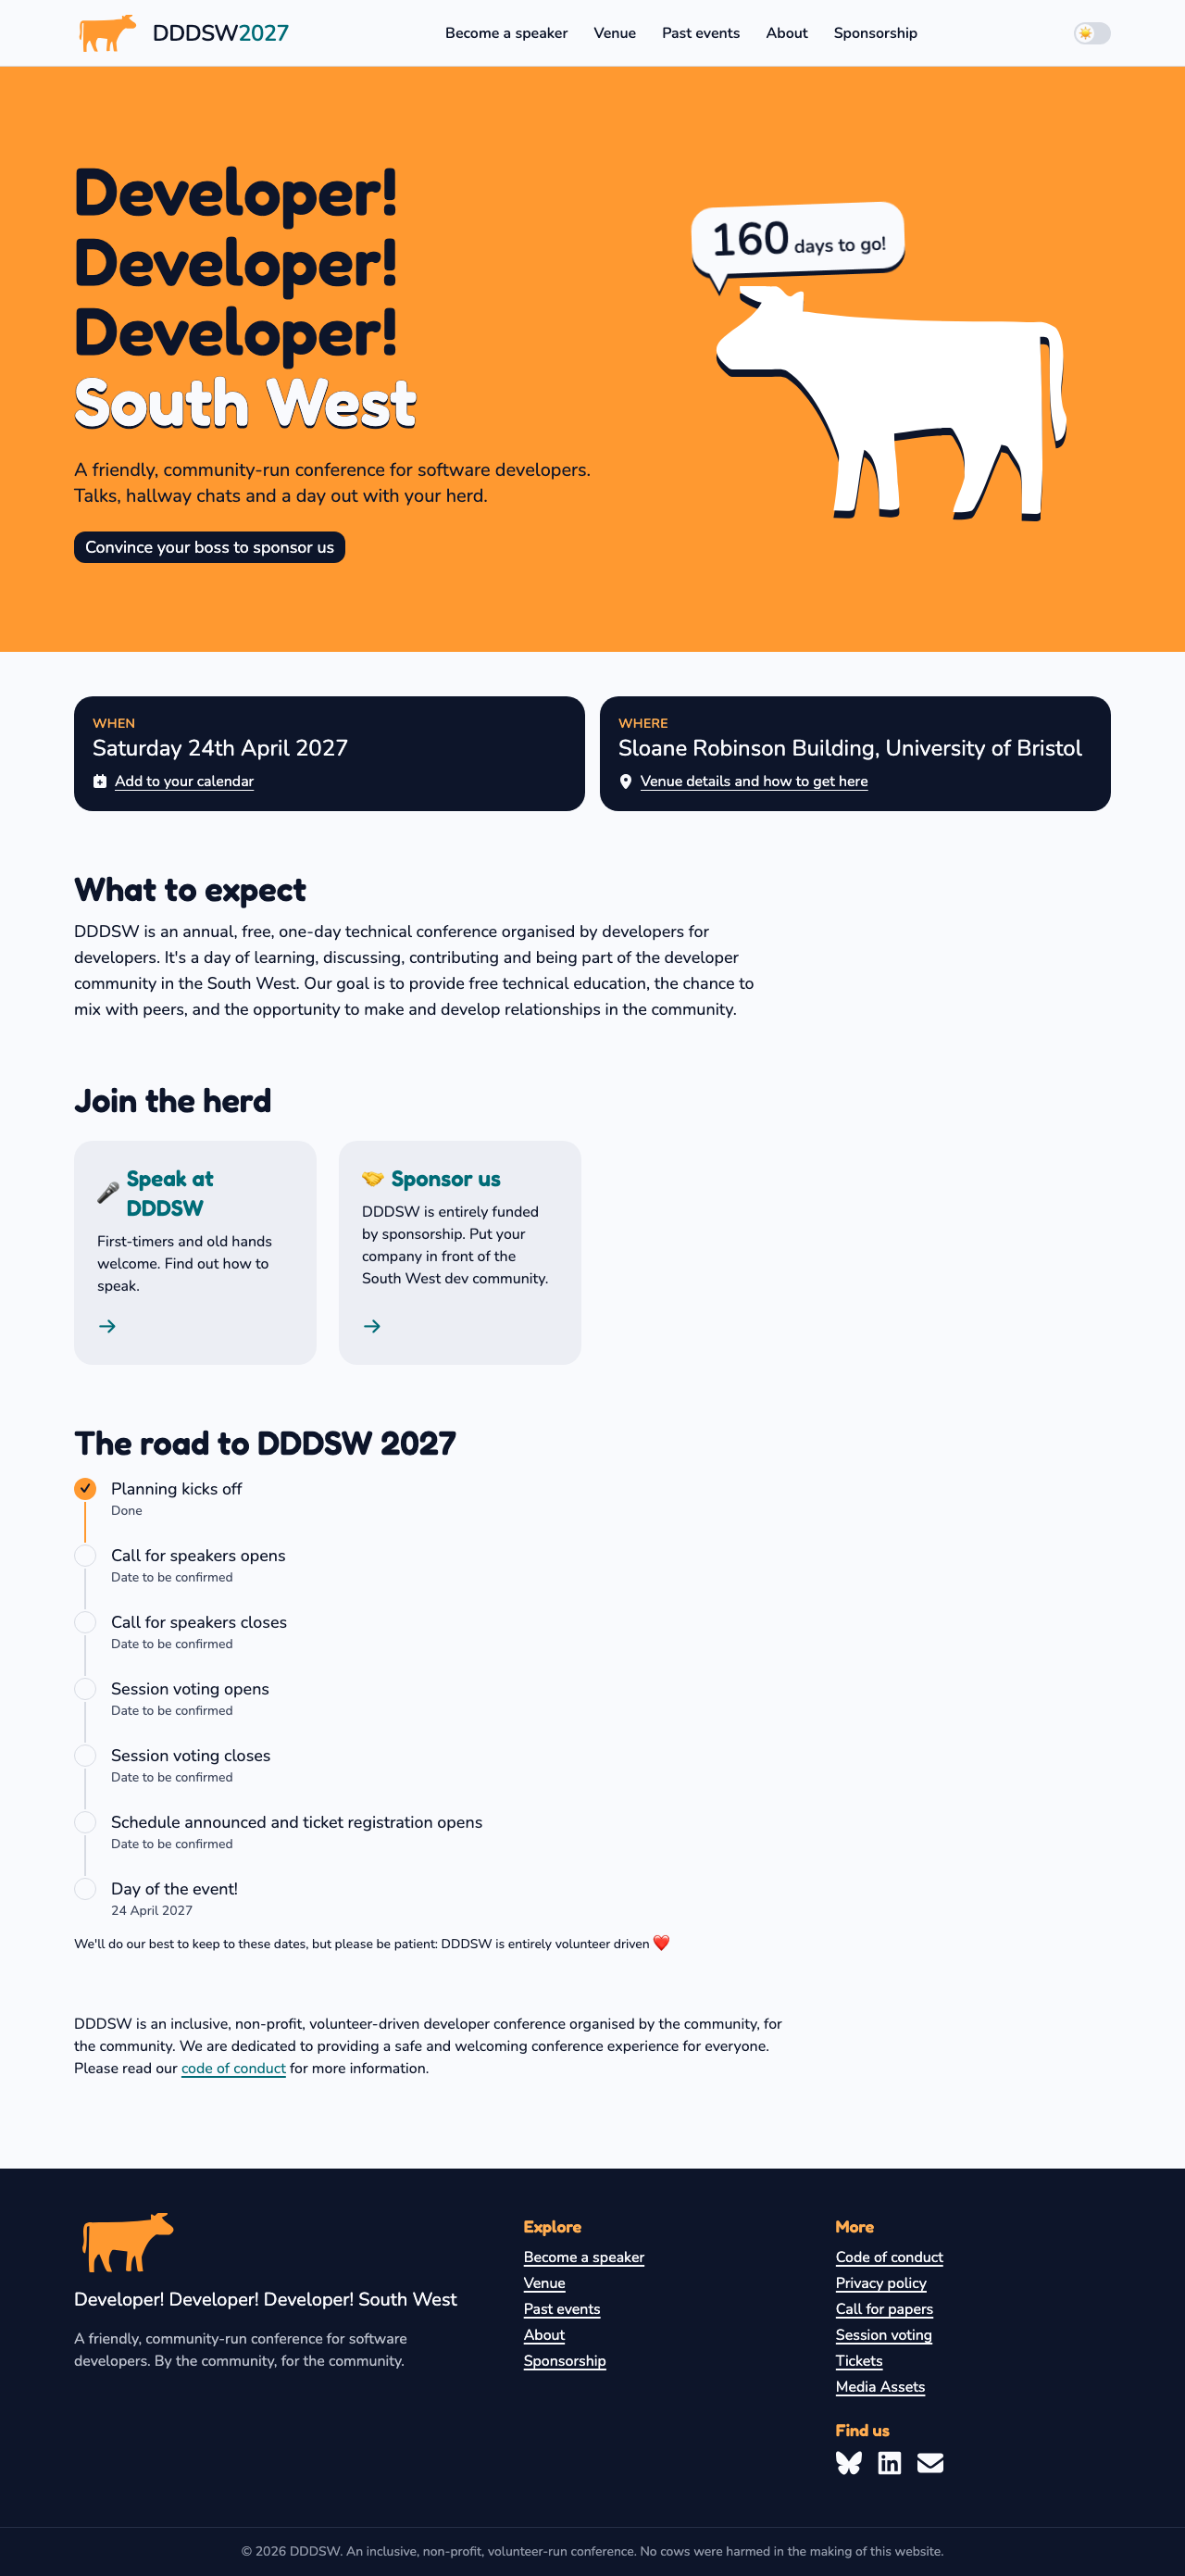 DDDSW2027
Become a speaker
Venue
Past events
About
Sponsorship
Developer!
Developer!
Developer!
South West
A friendly, community-run conference for software developers.
Talks, hallway chats and a day out with your herd.
Convince your boss to sponsor us
160 days to go!
WHEN
Saturday 24th April 2027
Add to your calendar
WHERE
Sloane Robinson Building, University of Bristol
Venue details and how to get here
What to expect
DDDSW is an annual, free, one-day technical conference organised by developers for
developers. It's a day of learning, discussing, contributing and being part of the developer
community in the South West. Our goal is to provide free technical education, the chance to
mix with peers, and the opportunity to make and develop relationships in the community.
Join the herd
🎤 Speak at
DDDSW
First-timers and old hands
welcome. Find out how to
speak.
→
🤝 Sponsor us
DDDSW is entirely funded
by sponsorship. Put your
company in front of the
South West dev community.
→
The road to DDDSW 2027
Planning kicks off
Done
Call for speakers opens
Date to be confirmed
Call for speakers closes
Date to be confirmed
Session voting opens
Date to be confirmed
Session voting closes
Date to be confirmed
Schedule announced and ticket registration opens
Date to be confirmed
Day of the event!
24 April 2027
We'll do our best to keep to these dates, but please be patient: DDDSW is entirely volunteer driven ❤️
DDDSW is an inclusive, non-profit, volunteer-driven developer conference organised by the community, for
the community. We are dedicated to providing a safe and welcoming conference experience for everyone.
Please read our code of conduct for more information.
Developer! Developer! Developer! South West
A friendly, community-run conference for software
developers. By the community, for the community.
Explore
Become a speaker
Venue
Past events
About
Sponsorship
More
Code of conduct
Privacy policy
Call for papers
Session voting
Tickets
Media Assets
Find us
© 2026 DDDSW. An inclusive, non-profit, volunteer-run conference. No cows were harmed in the making of this website.